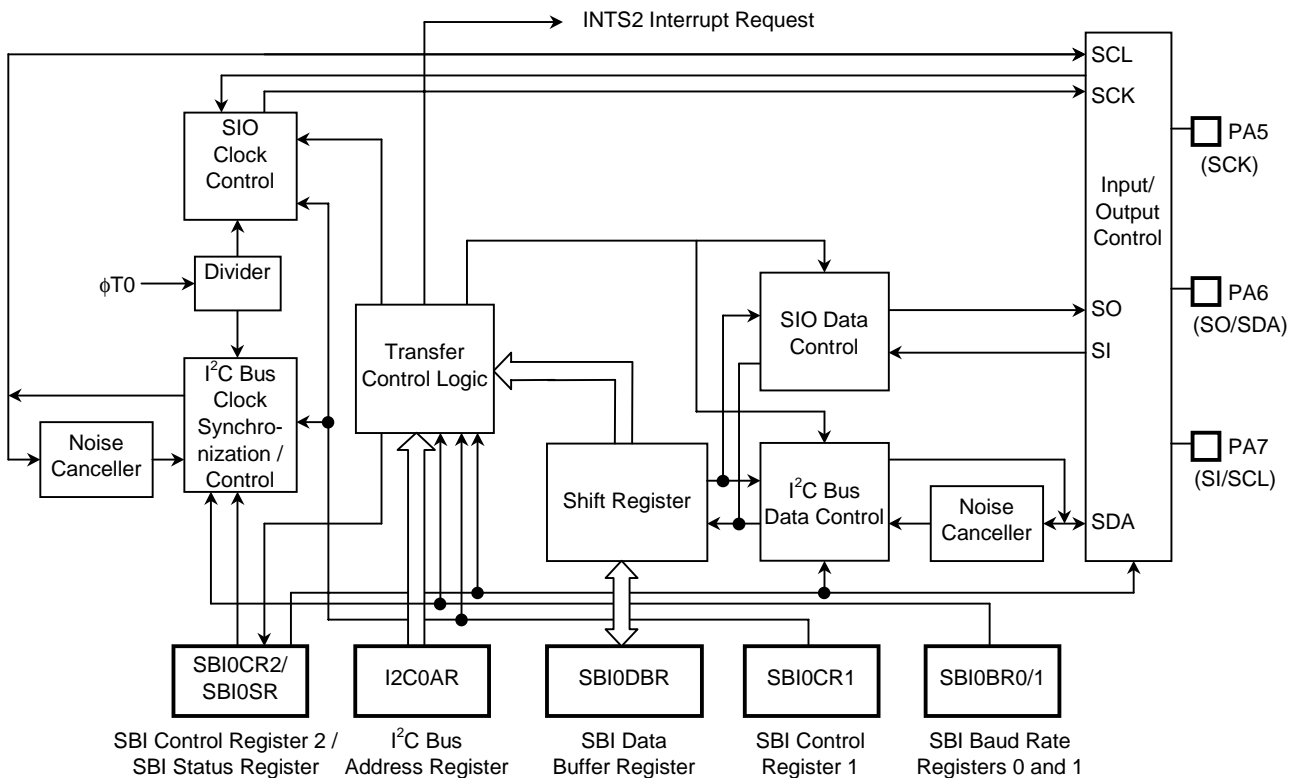 INTS2 Interrupt Request
SCL
SCK
SIO
Clock
Control
PA5
(SCK)
Input/
Output
Control
φT0
Divider
SIO Data
Control
SO
SI
PA6
(SO/SDA)
Transfer
Control Logic
I²C Bus
Clock
Synchro-
nization /
Control
Noise
Canceller
Shift Register
I²C Bus
Data Control
Noise
Canceller
SDA
PA7
(SI/SCL)
SBI0CR2/
SBI0SR
I2C0AR
SBI0DBR
SBI0CR1
SBI0BR0/1
SBI Control Register 2 /
SBI Status Register
I²C Bus
Address Register
SBI Data
Buffer Register
SBI Control
Register 1
SBI Baud Rate
Registers 0 and 1